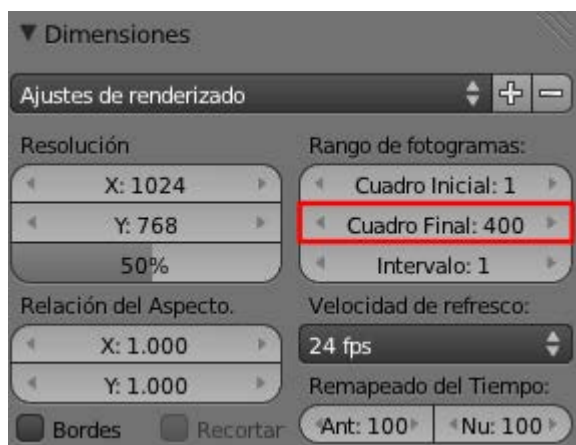 Dimensiones
Ajustes de renderizado
Resolución
X: 1024
Y: 768
50%
Relación del Aspecto.
X: 1.000
Y: 1.000
Bordes
Recortar
Rango de fotogramas:
Cuadro Inicial: 1
Cuadro Final: 400
Intervalo: 1
Velocidad de refresco:
24 fps
Remapeado del Tiempo:
Ant: 100
Nu: 100